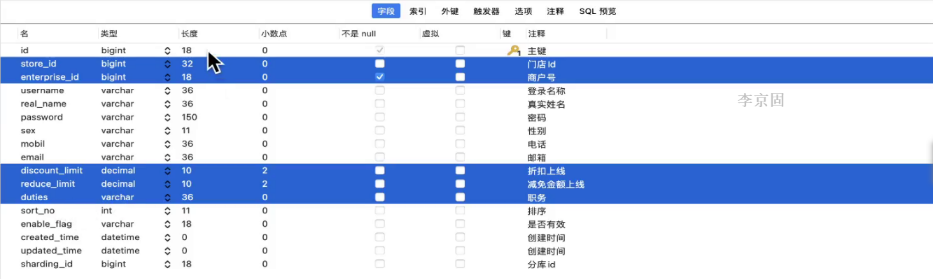 字段 索引 外键 触发器 选项 注释 SQL 预览
名 类型 长度 小数点 不是 null 虚拟 键 注释
id bigint 18 0 1 主键
store_id bigint 32 0 门店 Id
enterprise_id bigint 18 0 商户号
username varchar 36 0 登录名称
real_name varchar 36 0 真实姓名
password varchar 150 0 密码
sex varchar 11 0 性别
mobil varchar 36 0 电话
email varchar 36 0 邮箱
discount_limit decimal 10 2 折扣上线
reduce_limit decimal 10 2 减免金额上线
duties varchar 36 0 职务
sort_no int 11 0 排序
enable_flag varchar 18 0 是否有效
created_time datetime 0 0 创建时间
updated_time datetime 0 0 创建时间
sharding_id bigint 18 0 分库 id
李京固